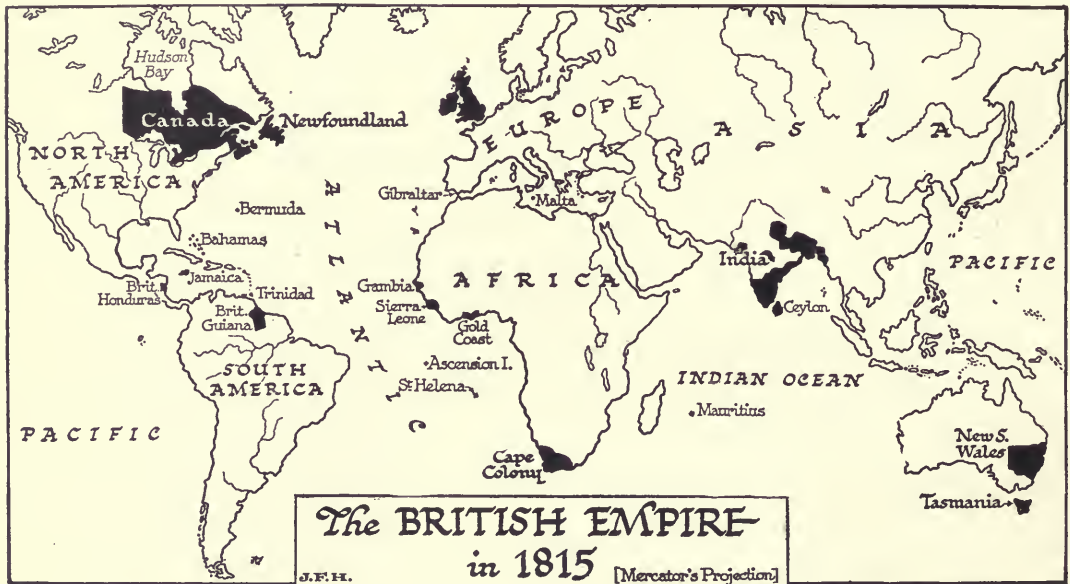 Hudson
Bay
Canada
Newfoundland
NORTH
AMERICA
Bermuda
Bahamas
Jamaica
Brit.
Honduras
Trinidad
Brit.
Guiana
SOUTH
AMERICA
PACIFIC
ATLANTIC
EUROPE
Gibraltar
Malta
AFRICA
Gambia
Sierra
Leone
Gold
Coast
Ascension I.
St Helena
Cape
Colony
ASIA
India
Ceylon
PACIFIC
INDIAN OCEAN
Mauritius
New S.
Wales
Tasmania
The BRITISH EMPIRE
in 1815
J.F.H.
[Mercator's Projection]